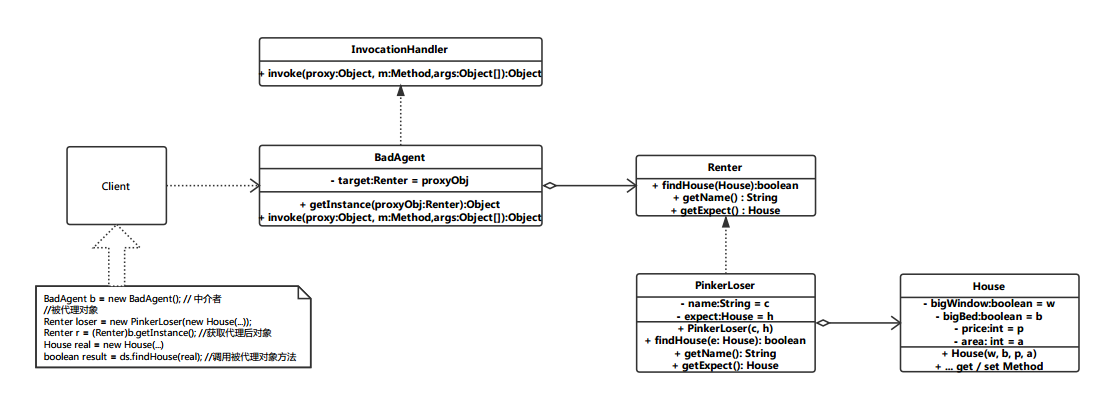 InvocationHandler
+ invoke(proxy:Object, m:Method,args:Object[]):Object
Client
BadAgent
- target:Renter = proxyObj
+ getInstance(proxyObj:Renter):Object
+ invoke(proxy:Object, m:Method,args:Object[]):Object
Renter
+ findHouse(House):boolean
+ getName() : String
+ getExpect() : House
BadAgent b = new BadAgent(); // 中介者
//被代理对象
Renter loser = new PinkerLoser(new House(...));
Renter r = (Renter)b.getInstance(); //获取代理后对象
House real = new House(...)
boolean result = ds.findHouse(real); //调用被代理对象方法
PinkerLoser
- name:String = c
- expect:House = h
+ PinkerLoser(c, h)
+ findHouse(e: House): boolean
+ getName(): String
+ getExpect(): House
House
- bigWindow:boolean = w
- bigBed:boolean = b
- price:int = p
- area: int = a
+ House(w, b, p, a)
+ ... get / set Method